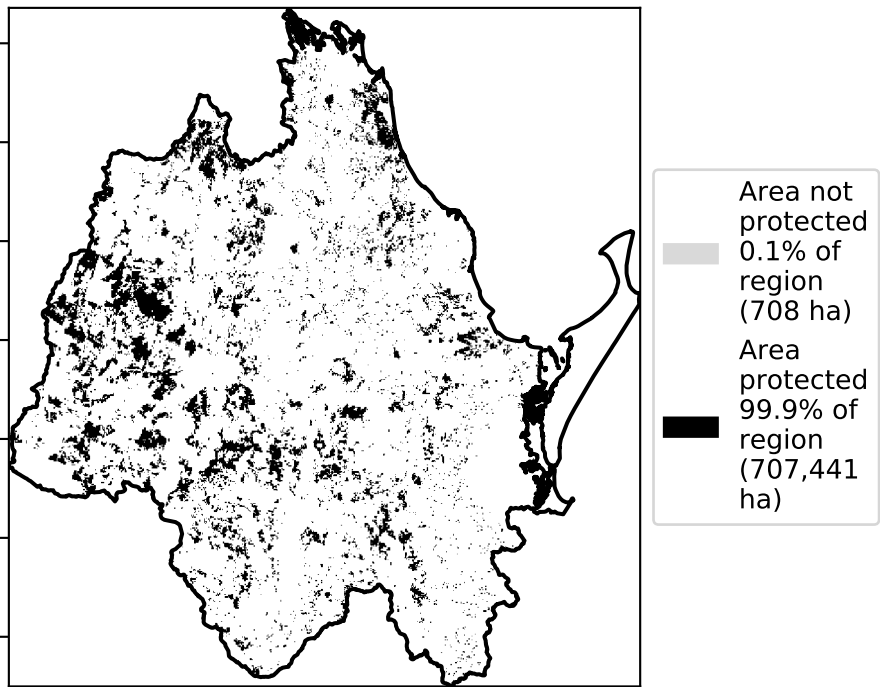 Area not
protected
0.1% of
region
(708 ha)
Area
protected
99.9% of
region
(707,441
ha)